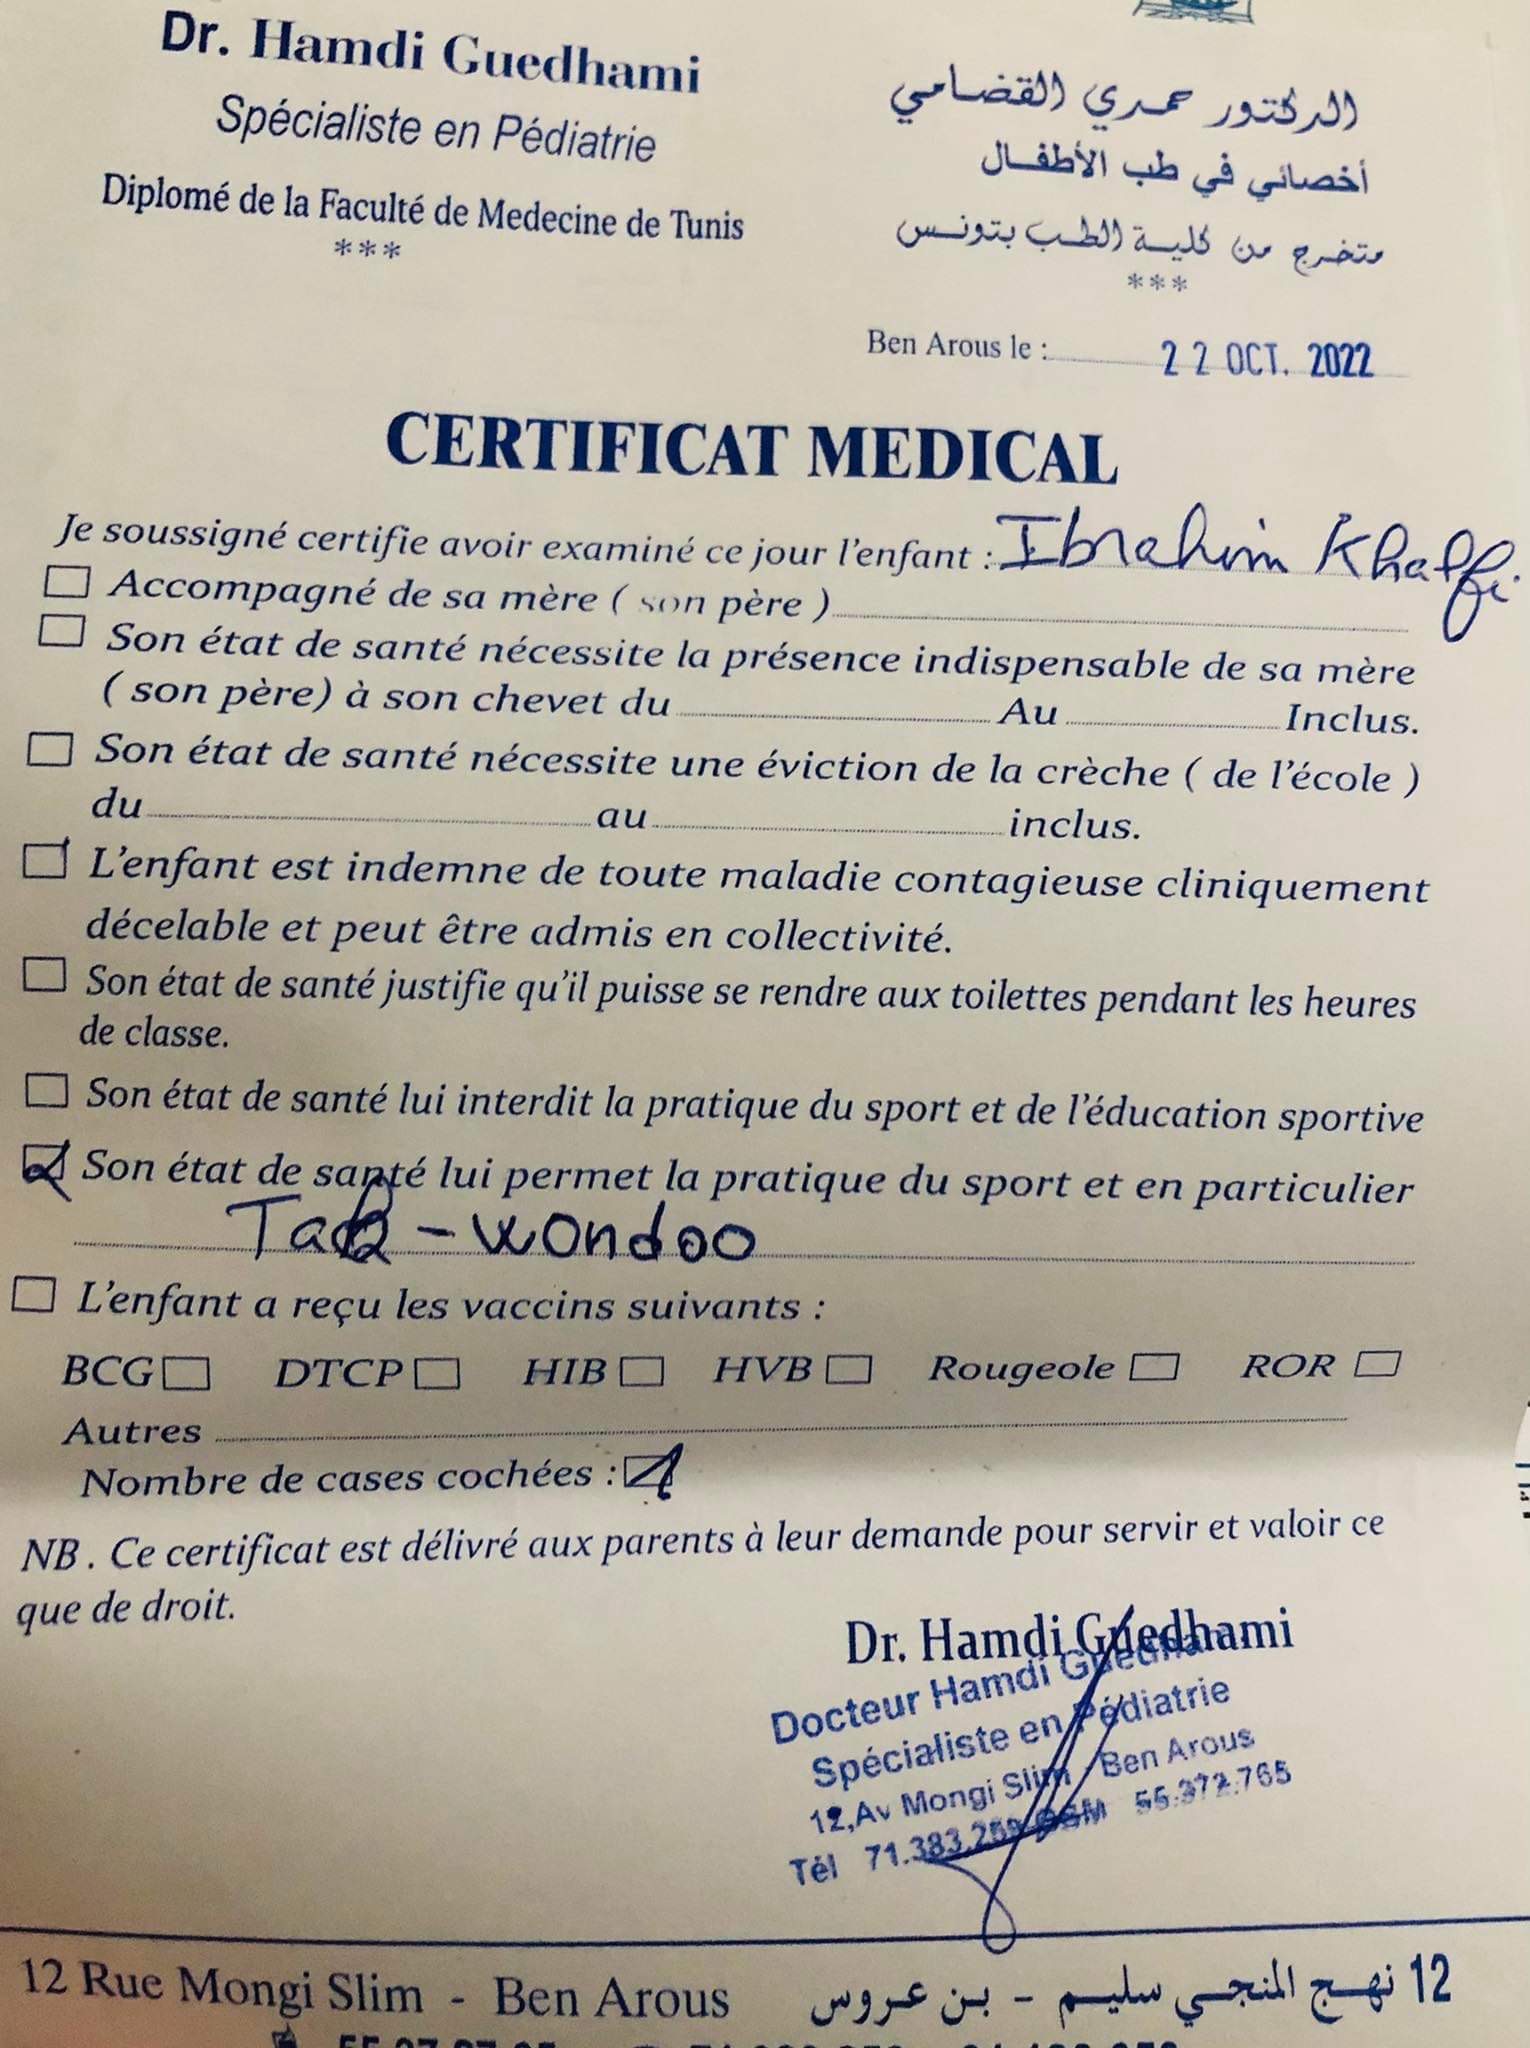 Dr. Hamdi Guedhami
Spécialiste en Pédiatrie
Diplomé de la Faculté de Medecine de Tunis
***
الدكتور حمدي القضامي
أخصائي في طب الأطفال
متخرج من كلية الطب بتونس
***
Ben Arous le : 22 OCT. 2022
CERTIFICAT MEDICAL
Je soussigné certifie avoir examiné ce jour l'enfant : Ibrahim
Accompagné de sa mère ( son père )
Son état de santé nécessite la présence indispensable de sa mère
( son père) à son chevet du Au Inclus.
Son état de santé nécessite une éviction de la crèche ( de l'école )
du au inclus.
L'enfant est indemne de toute maladie contagieuse cliniquement
décelable et peut être admis en collectivité.
Son état de santé justifie qu'il puisse se rendre aux toilettes pendant les heures
de classe.
Son état de santé lui interdit la pratique du sport et de l'éducation sportive
Son état de santé lui permet la pratique du sport et en particulier
- wondoo
L'enfant a reçu les vaccins suivants :
BCG DTCP HIB HVB Rougeole ROR
Autres
Nombre de cases cochées : 1
NB . Ce certificat est délivré aux parents à leur demande pour servir et valoir ce
que de droit.
Dr. Hamdi Guedhami
Docteur Hamdi
Spécialiste en Pédiatrie
12,Av Mongi Slim - Ben Arous
Tél 71.383.259 GSM 55.372.765
12 Rue Mongi Slim - Ben Arous
12 نهج المنجي سليم - بن عروس